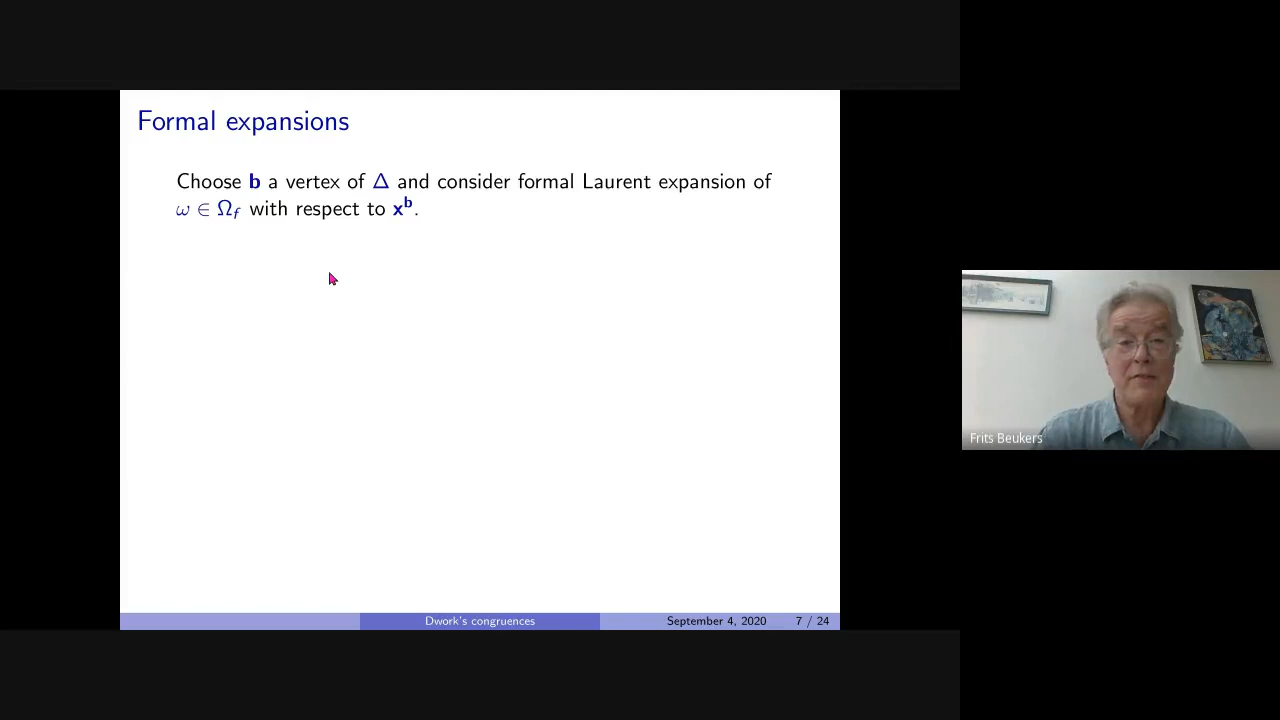 Formal expansions
Choose b a vertex of Δ and consider formal Laurent expansion of
ω ∈ Ω_f with respect to x^b.
Frits Beukers
Dwork's congruences
September 4, 2020 7 / 24